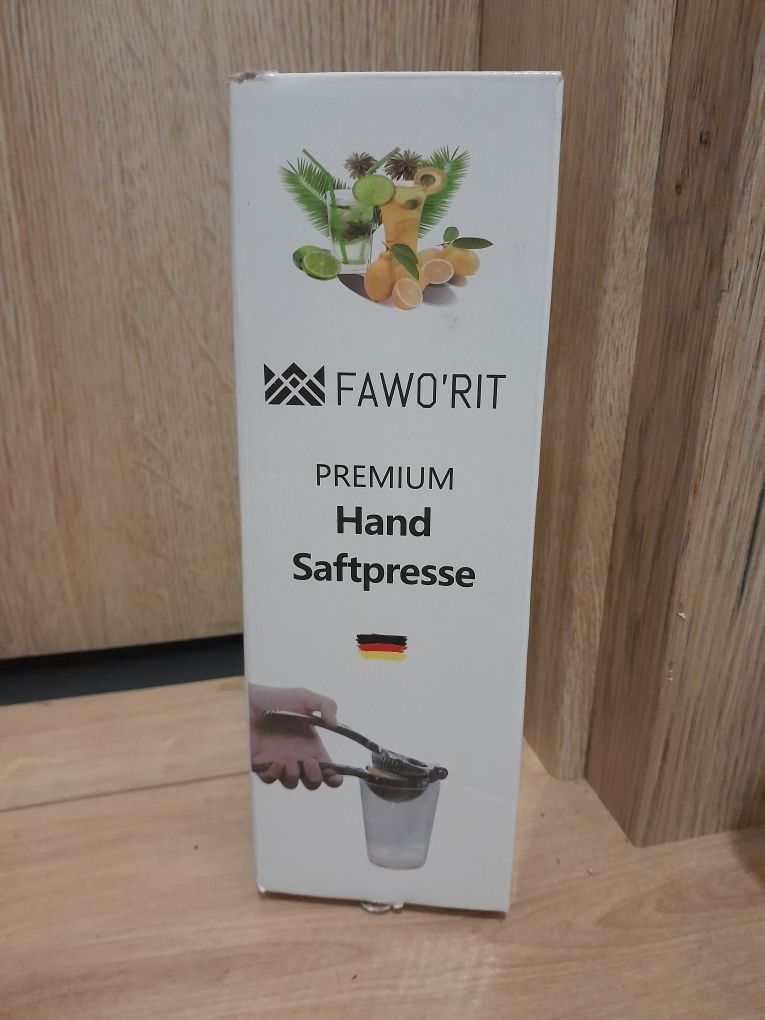 FAWO'RIT
PREMIUM
Hand
Saftpresse